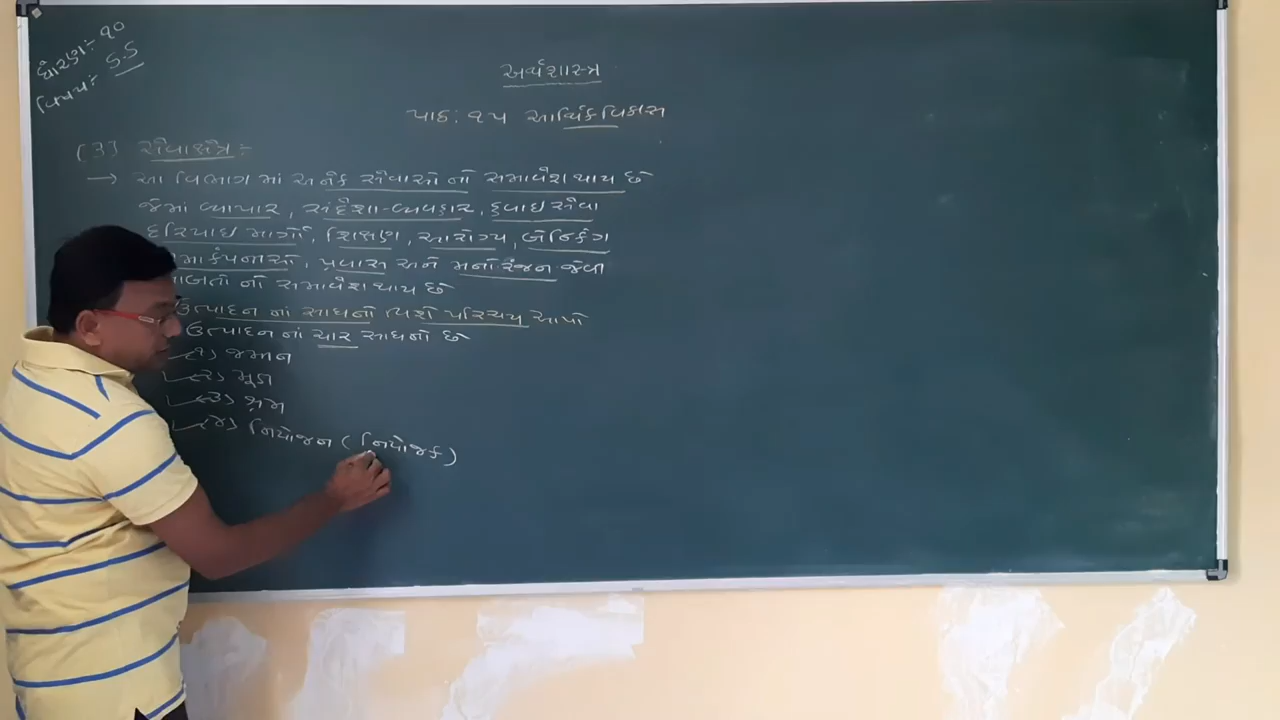 ધોરણ:- ૧૦
વિષય:- S.S
અર્થશાસ્ત્ર
પાઠ: ૧૫ આર્થિક વિકાસ
(૩) સેવાક્ષેત્ર:-
→ આ વિભાગ માં અનેક સેવાઓ નો સમાવેશ થાય છે
જેમાં વ્યાપાર, સંદેશા-વ્યવહાર, હવાઇ સેવા
દરિયાઇ માર્ગો, શિક્ષણ, આરોગ્ય, બેન્કિંગ
મા કંપનીઓ, પ્રવાસ અને મનોરંજન જેવી
બાબતો નો સમાવેશ થાય છે
ઉત્પાદન નાં સાધનો વિશે પરિચય આપો
ઉત્પાદન નાં ચાર સાધનો છે
(૧) જમીન
(૨) મૂડી
(૩) શ્રમ
(૪) નિયોજન (નિયોજક)